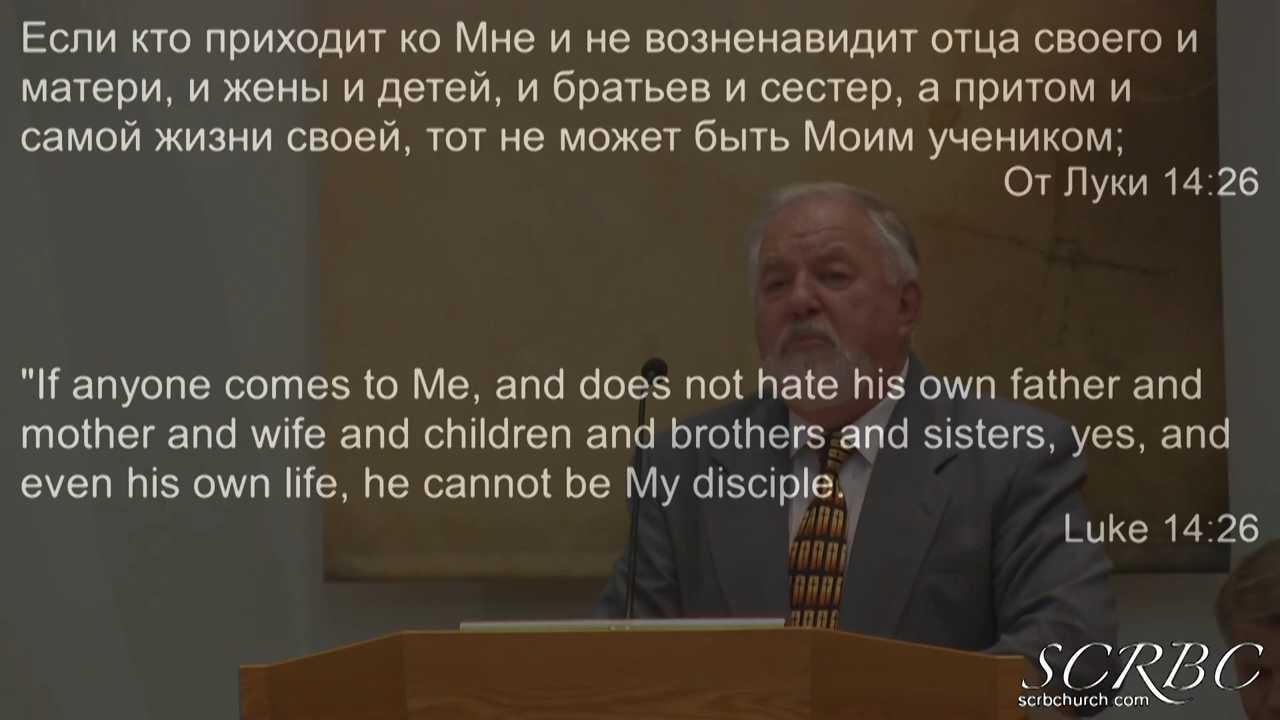 Если кто приходит ко Мне и не возненавидит отца своего и
матери, и жены и детей, и братьев и сестер, а притом и
самой жизни своей, тот не может быть Моим учеником;
От Луки 14:26
"If anyone comes to Me, and does not hate his own father and
mother and wife and children and brothers and sisters, yes, and
even his own life, he cannot be My disciple.
Luke 14:26
SCRBC
scrbchurch.com